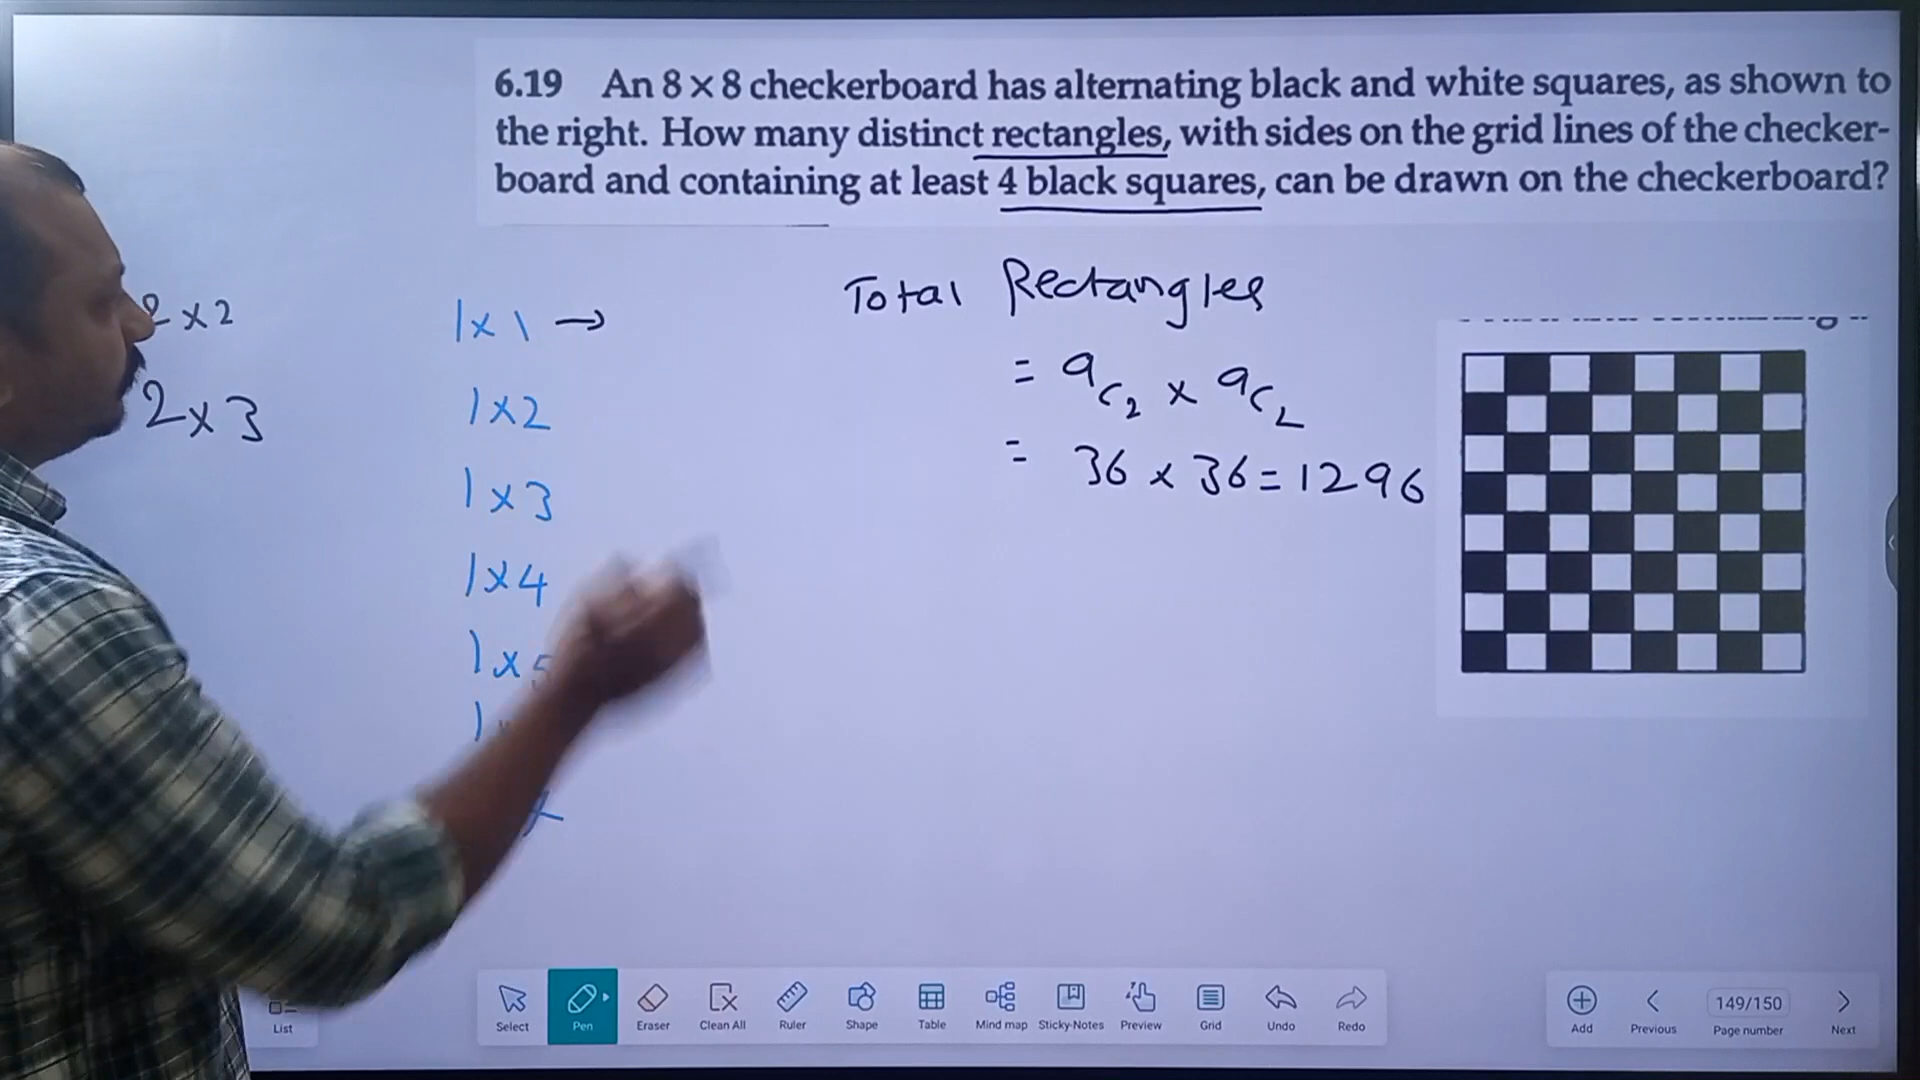 6.19 An 8 × 8 checkerboard has alternating black and white squares, as shown to
the right. How many distinct rectangles, with sides on the grid lines of the checker-
board and containing at least 4 black squares, can be drawn on the checkerboard?
2 x 2
2 x 3
1 x 1 →
1 x 2
1 x 3
1 x 4
1 x 5
1
Total Rectangles
= 9c2 x 9c2
= 36 x 36 = 1296
List
Select Pen Eraser Clean All Ruler Shape Table Mind map Sticky Notes Preview Grid Undo Redo
Add Previous 149/150 Page number Next